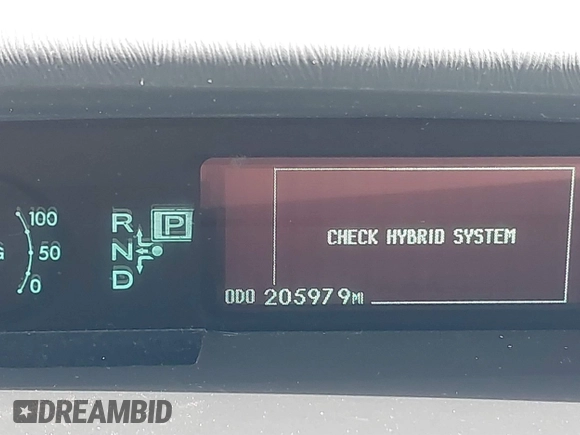 G
100
50
0
R P
N
D
CHECK HYBRID SYSTEM
ODO 205979MI
DREAMBID